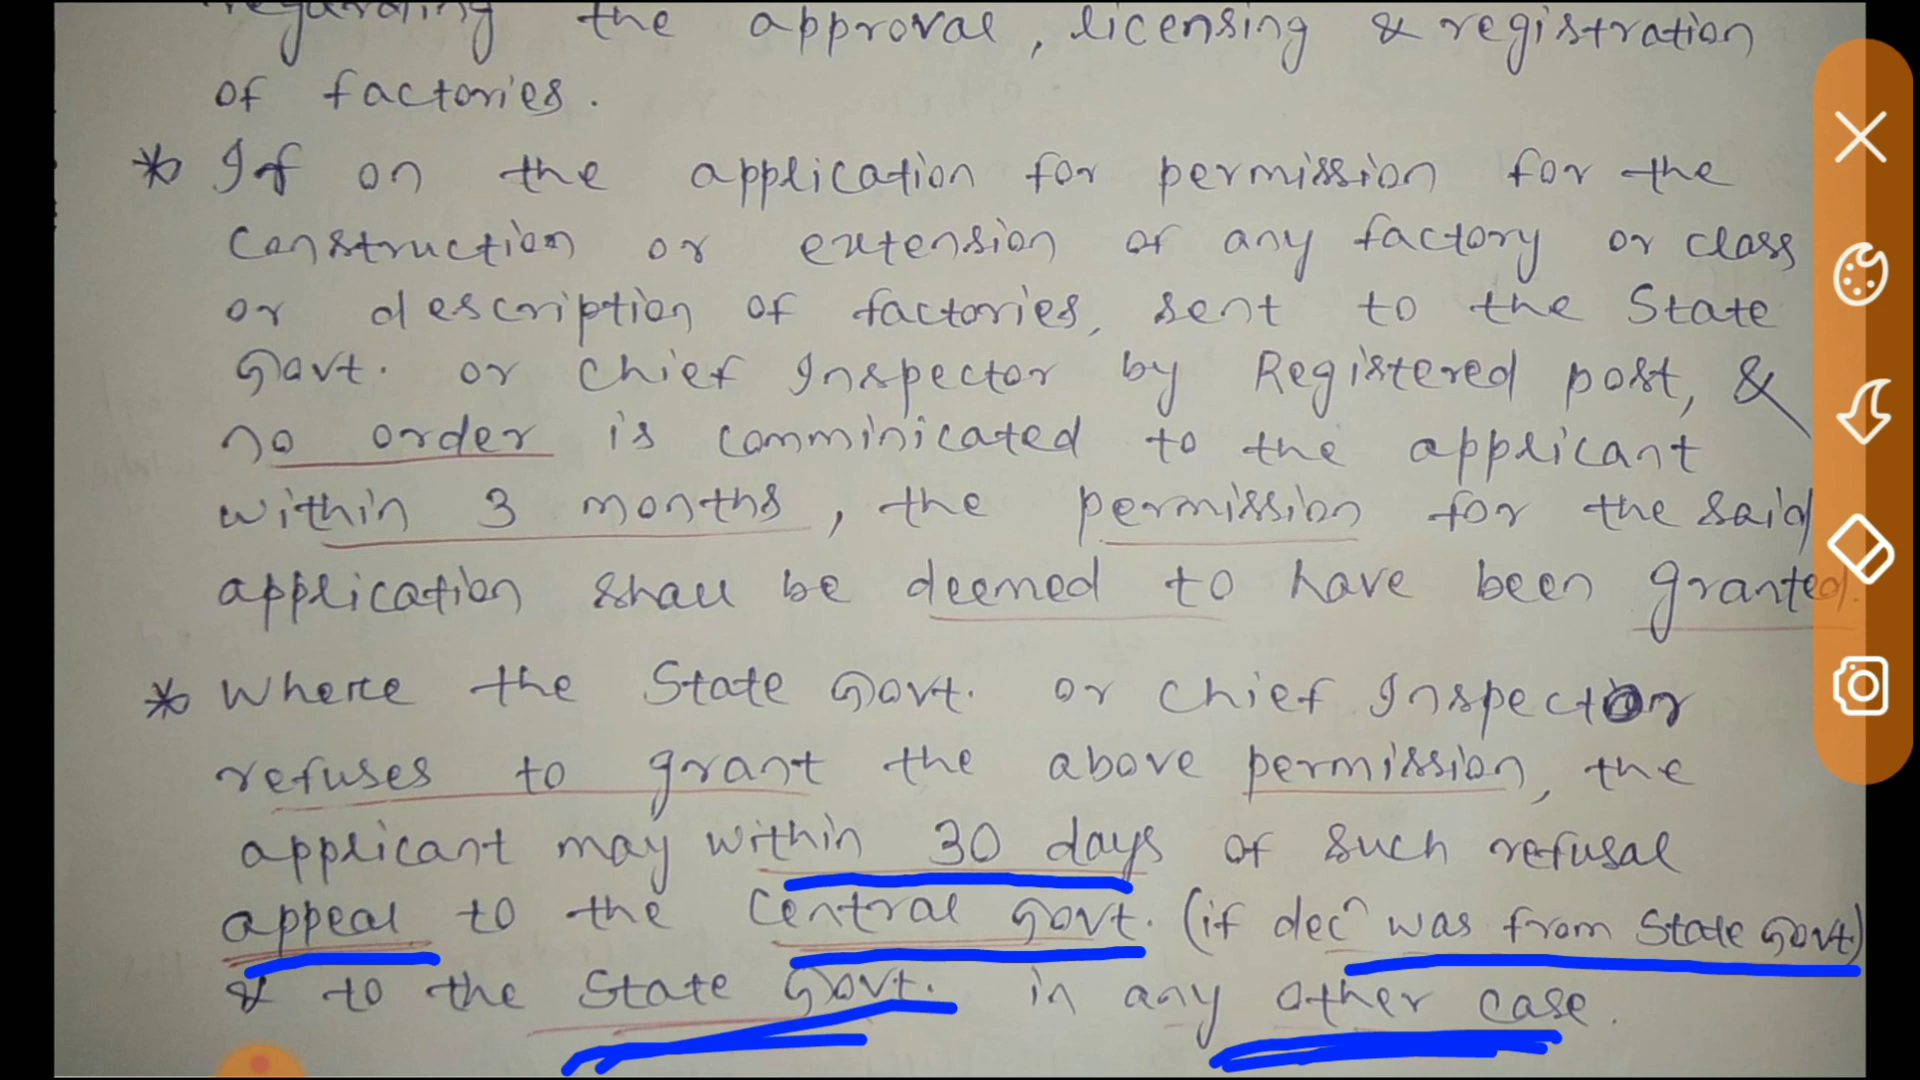 regarding the approval, licensing & registration
of factories.
* If on the application for permission for the
construction or extension of any factory or class
or description of factories, sent to the State
Govt. or Chief Inspector by Registered post, &
no order is comminicated to the applicant
within 3 months, the permission for the said
application shall be deemed to have been granted.
* Where the State Govt. or Chief Inspector
refuses to grant the above permission, the
applicant may within 30 days of such refusal
appeal to the Central Govt. (if decⁿ was from State Govt)
& to the State Govt. in any other case.